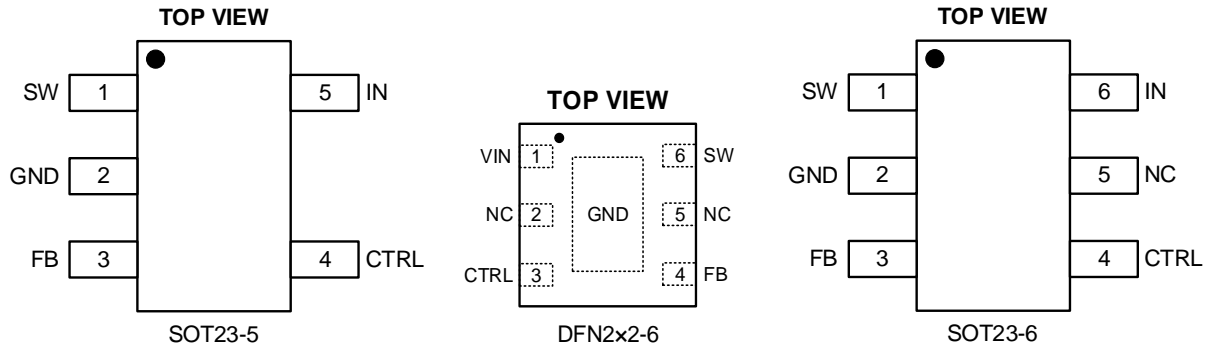 TOP VIEW
SW 1 5 IN
GND 2
FB 3 4 CTRL
SOT23-5
TOP VIEW
VIN 1 6 SW
NC 2 GND 5 NC
CTRL 3 4 FB
DFN2×2-6
TOP VIEW
SW 1 6 IN
GND 2 5 NC
FB 3 4 CTRL
SOT23-6